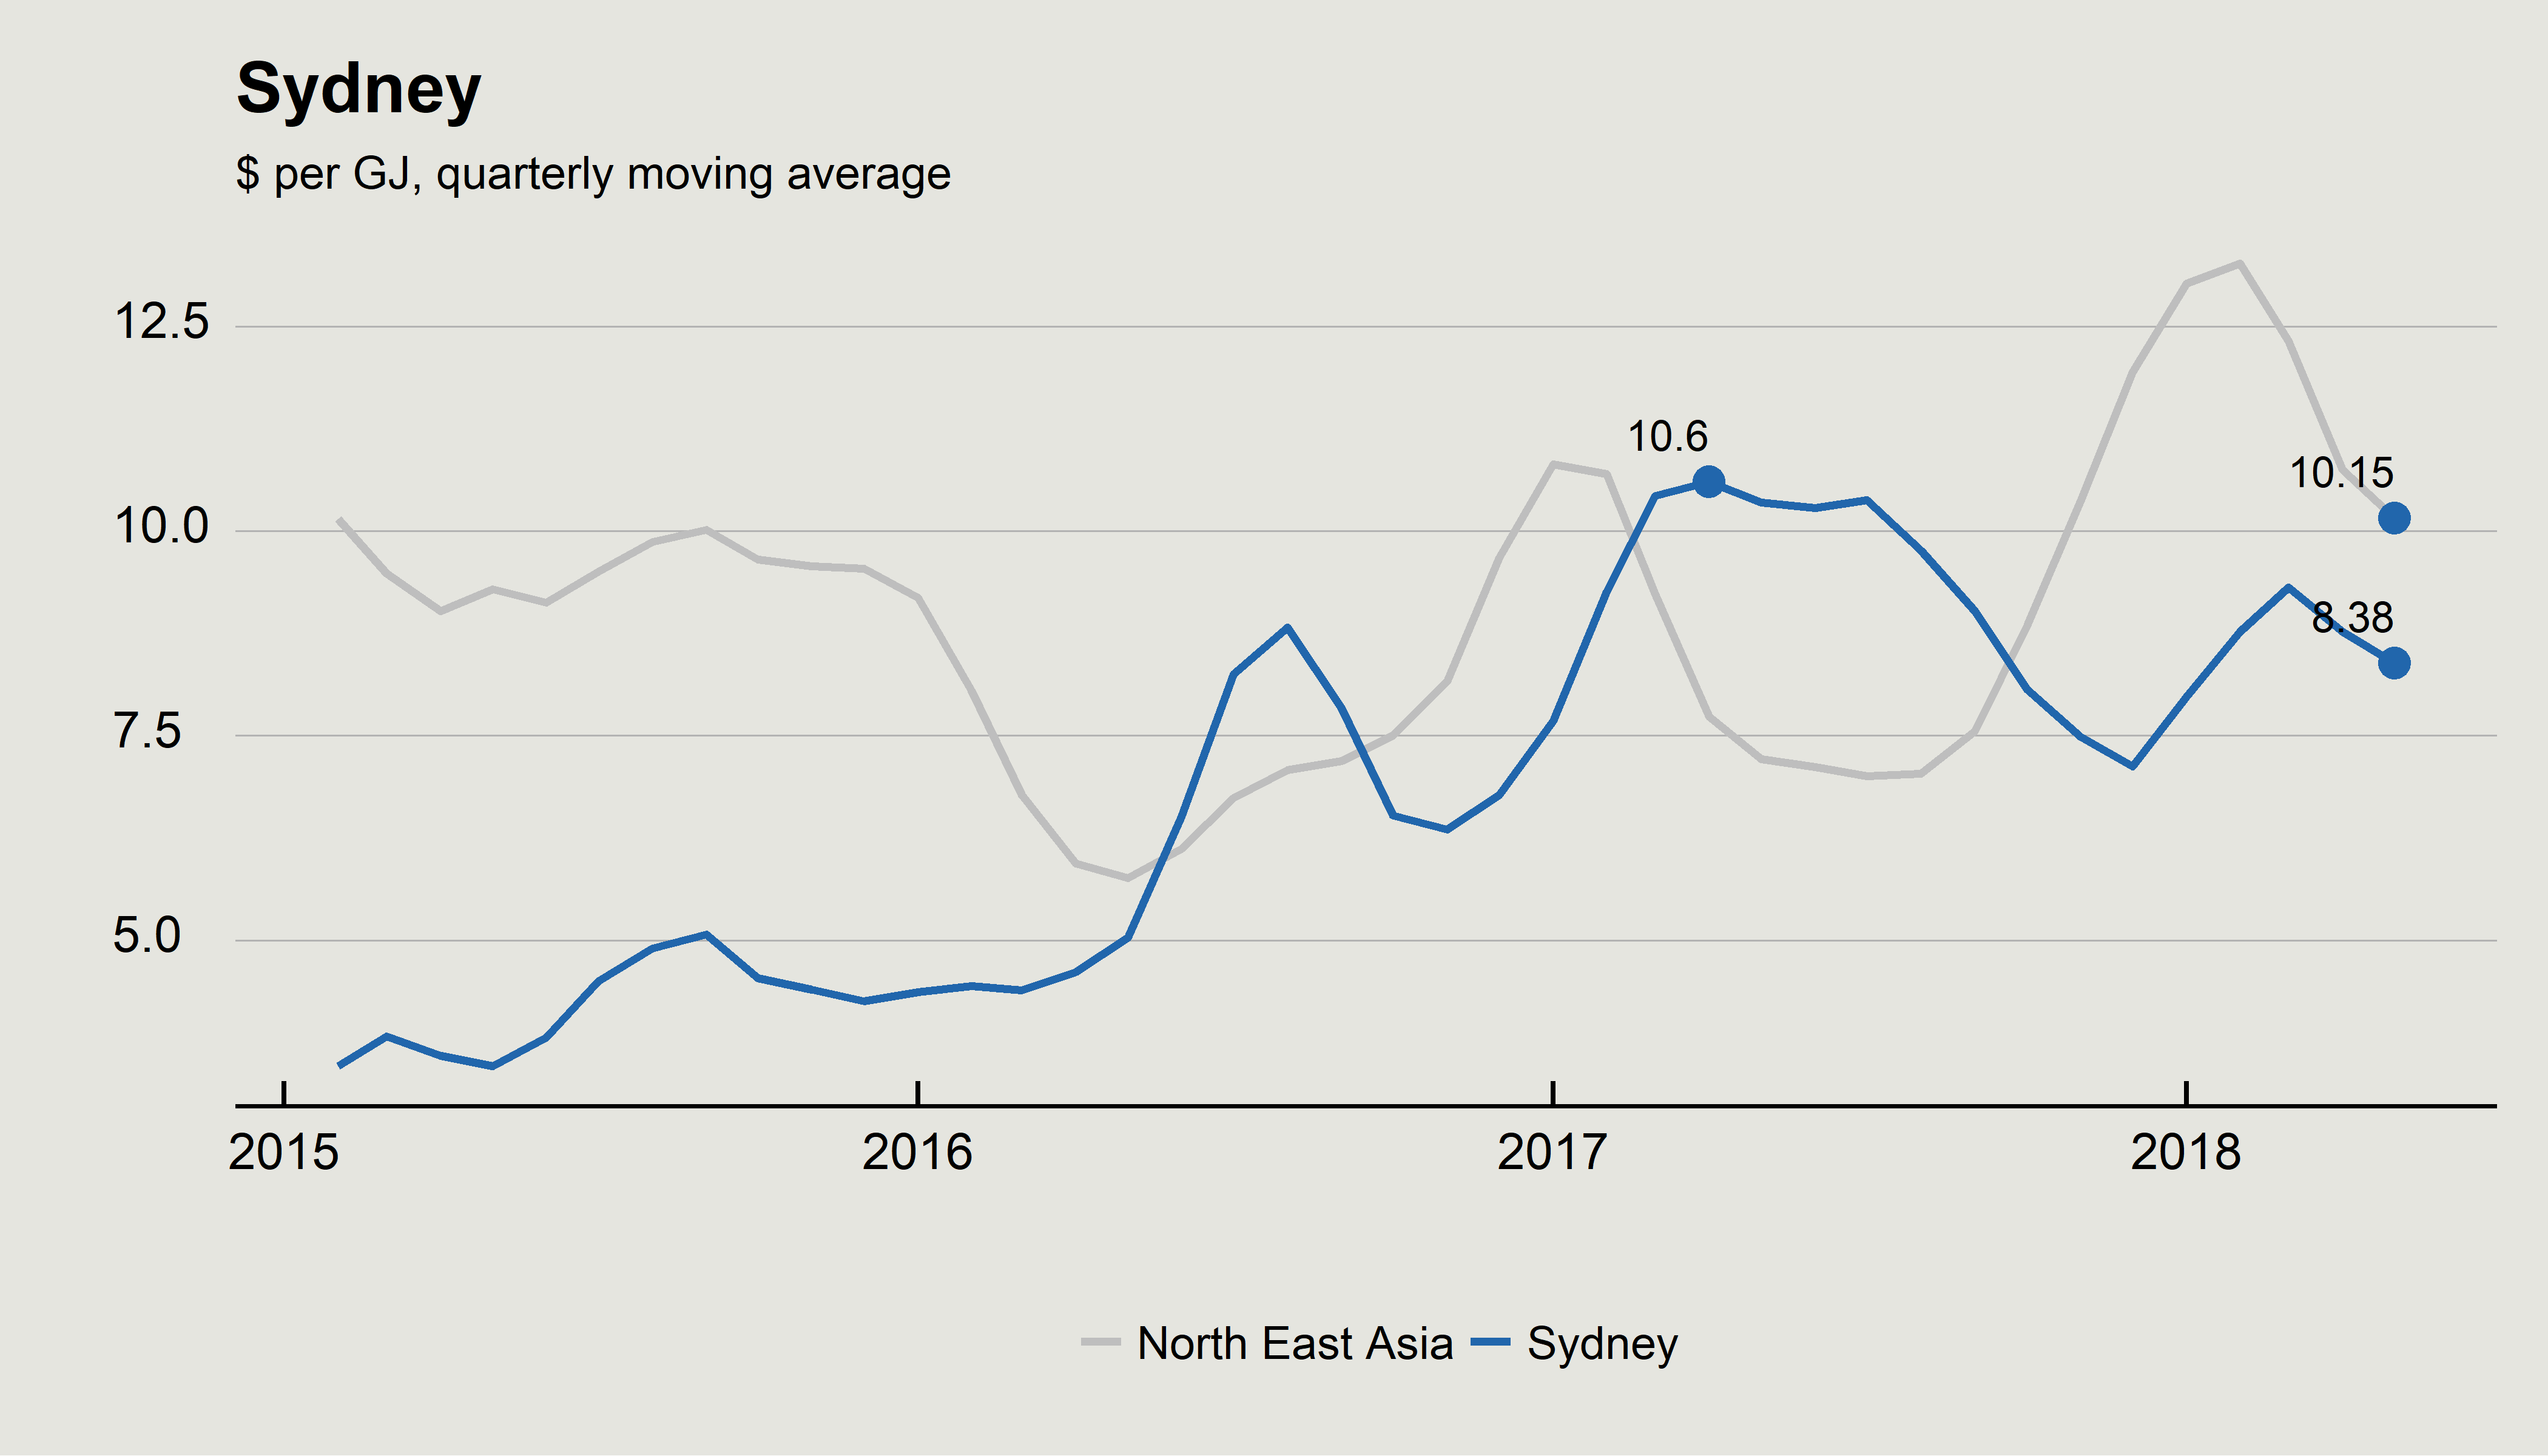 Sydney
$ per GJ, quarterly moving average
12.5
10.6
10.15
10.0
8.38
7.5
5.0
2015 2016 2017 2018
North East Asia Sydney